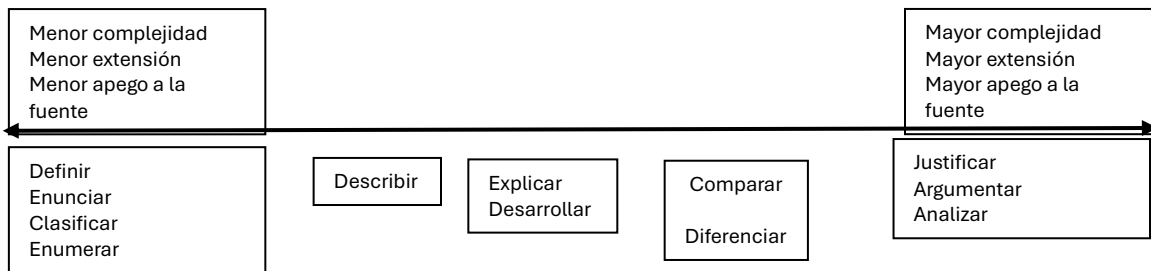 Menor complejidad
Menor extensión
Menor apego a la
fuente
Mayor complejidad
Mayor extensión
Mayor apego a la
fuente
Definir
Enunciar
Clasificar
Enumerar
Describir
Explicar
Desarrollar
Comparar
Diferenciar
Justificar
Argumentar
Analizar